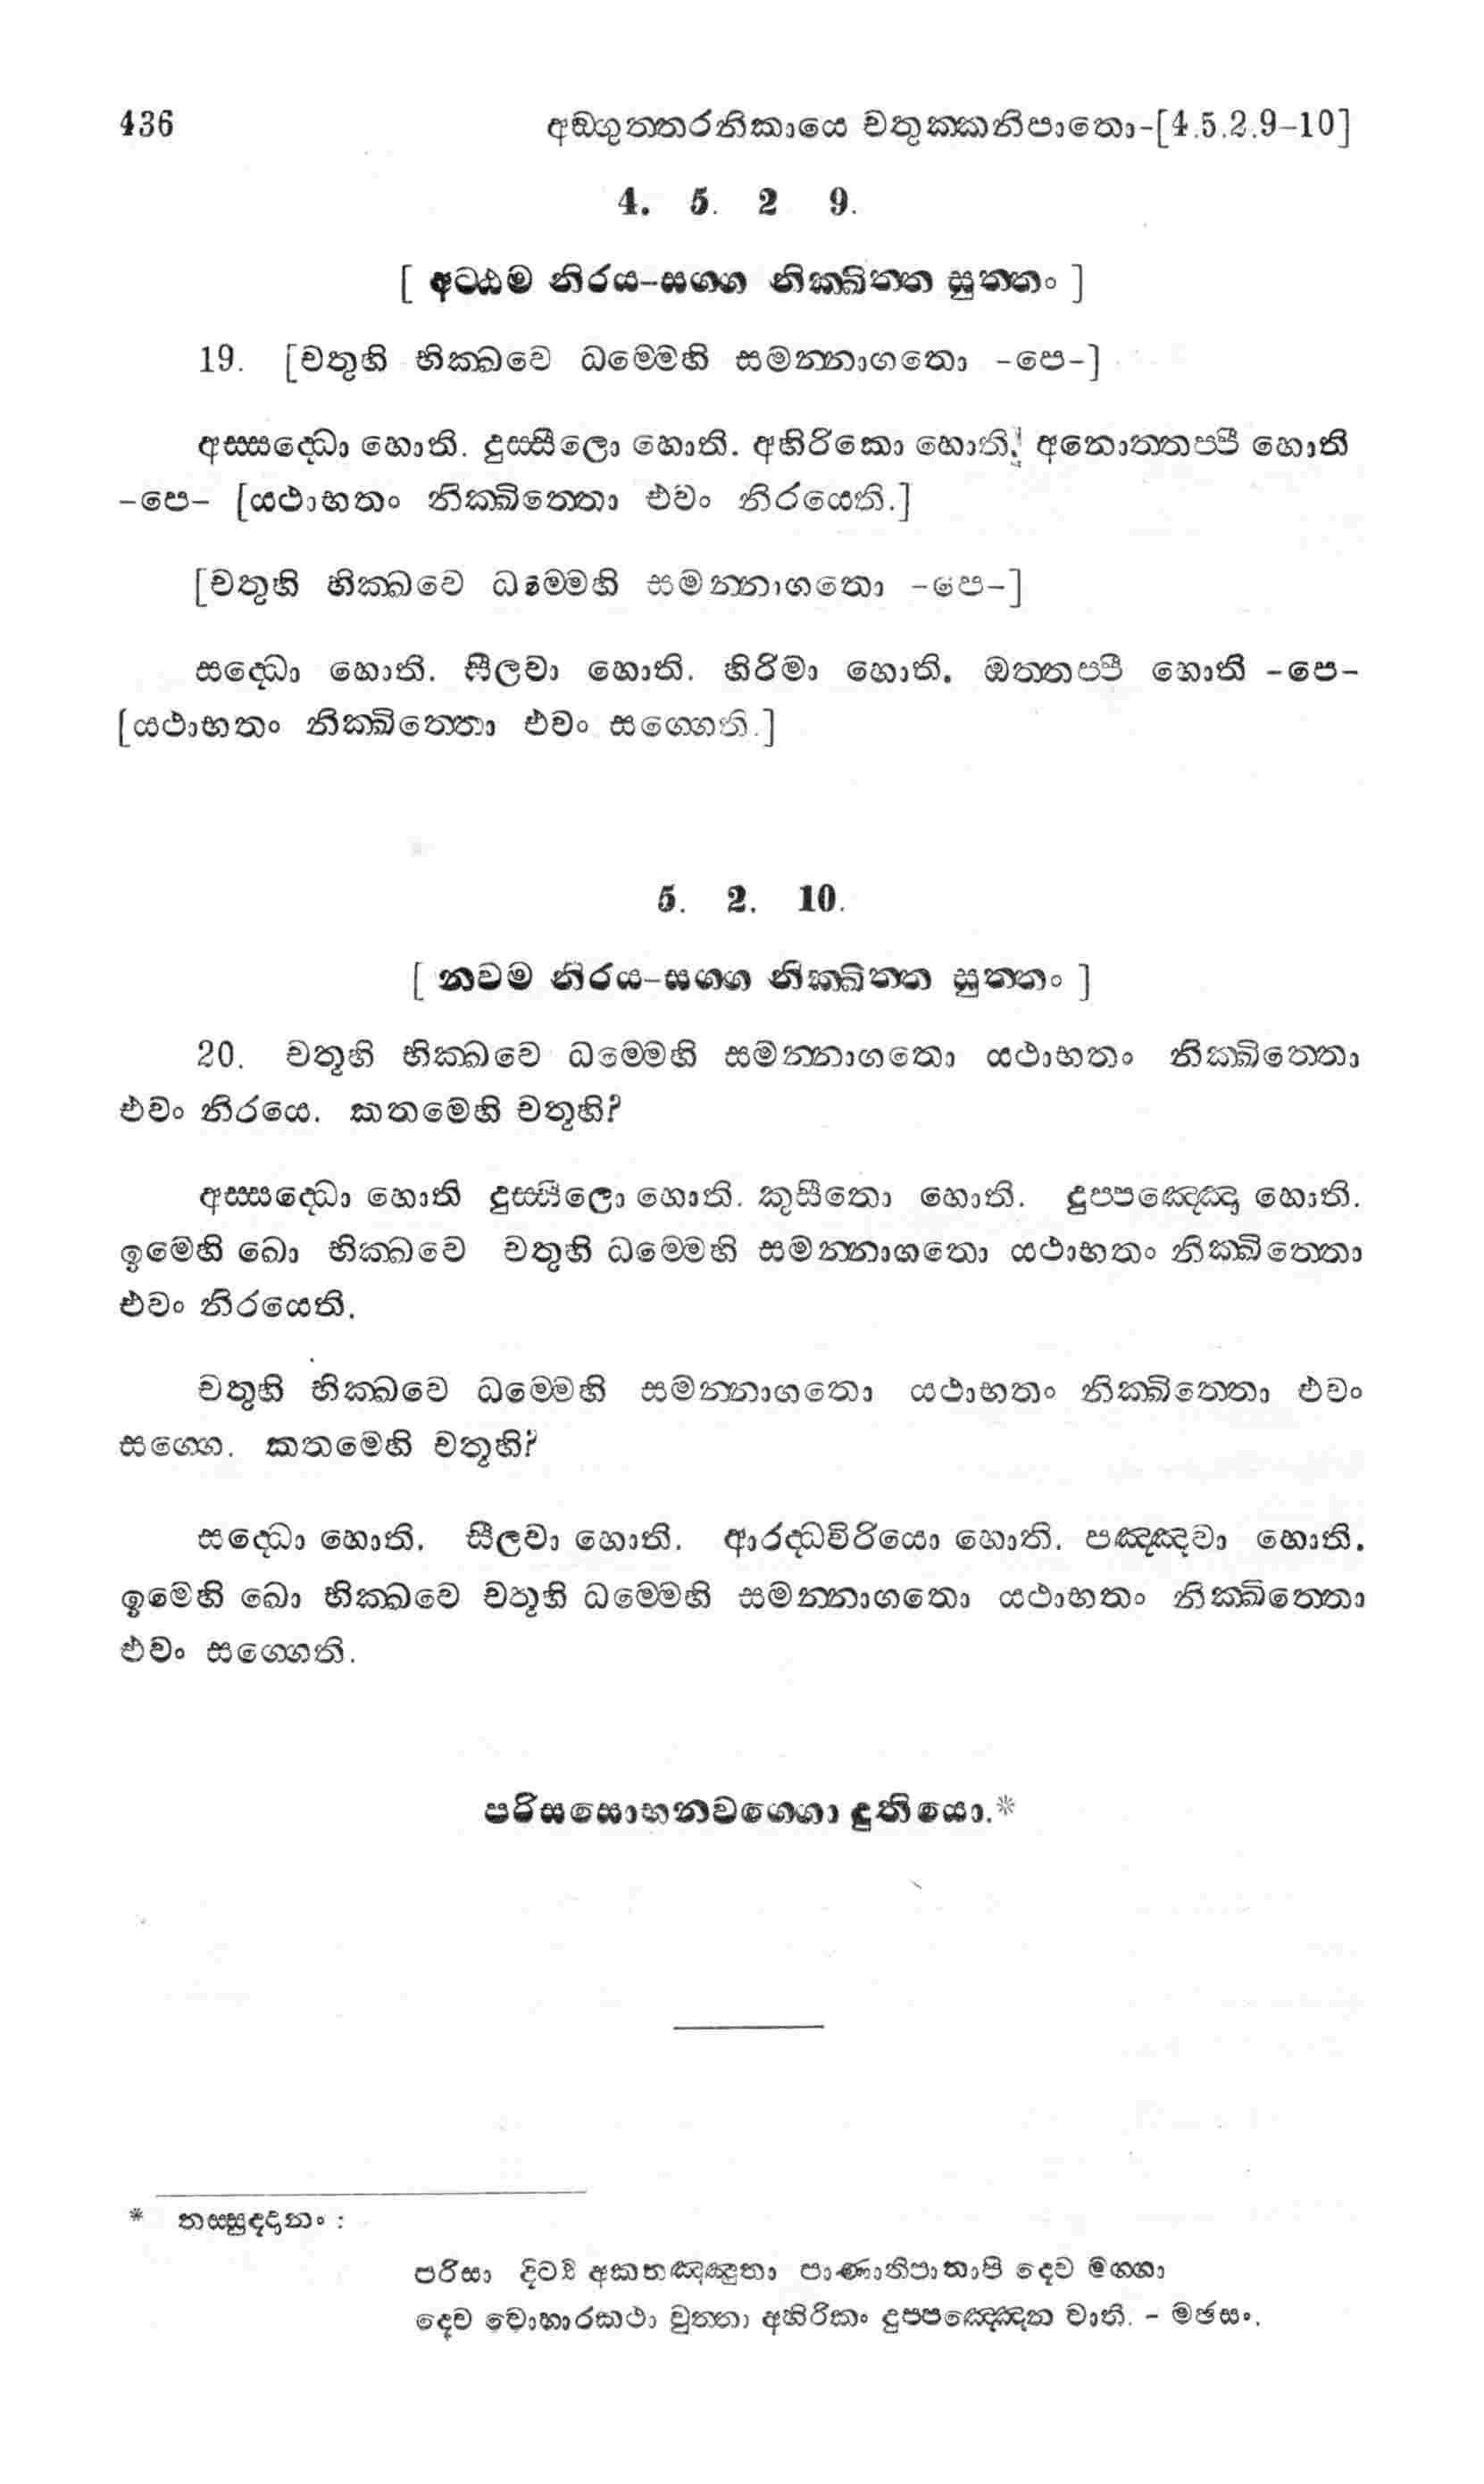 436 අඞ්ගුත්තරනිකායෙ චතුක්කනිපාතො-[4.5.2.9-10]
4. 5. 2 9.
[ අට්ඨම නිරය-සග්ග නික්ඛිත්ත සුත්තං ]
19. [චතුහි භික්ඛවෙ ධම්මෙහි සමන්නාගතො -පෙ-]
අස්සද්ධො හොති. දුස්සීලො හොති. අහිරිකො හොති. අනොත්තප්පී හොති
-පෙ- [යථාභතං නික්ඛිත්තො එවං නිරයෙති.]
[චතුහි භික්ඛවෙ ධම්මෙහි සමන්නාගතො -පෙ-]
සද්ධො හොති. සීලවා හොති. හිරිමා හොති. ඔත්තප්පී හොති -පෙ-
[යථාභතං නික්ඛිත්තො එවං සග්ගෙති.]
5. 2. 10.
[ නවම නිරය-සග්ග නික්ඛිත්ත සුත්තං ]
20. චතූහි භික්ඛවෙ ධම්මෙහි සමන්නාගතො යථාභතං නික්ඛිත්තො
එවං නිරයෙ. කතමෙහි චතූහි?
අස්සද්ධො හොති දුස්සීලො හොති. කුසීතො හොති. දුප්පඤ්ඤො හොති.
ඉමෙහි ඛො භික්ඛවෙ චතුහි ධම්මෙහි සමන්නාගතො යථාභතං නික්ඛිත්තො
එවං නිරයෙති.
චතුහි භික්ඛවෙ ධම්මෙහි සමන්නාගතො යථාභතං නික්ඛිත්තො එවං
සග්ගෙ. කතමෙහි චතූහි?
සද්ධො හොති. සීලවා හොති. ආරද්ධවිරියො හොති. පඤ්ඤවා හොති.
ඉමෙහි ඛො භික්ඛවෙ චතූහි ධම්මෙහි සමන්නාගතො යථාභතං නික්ඛිත්තො
එවං සග්ගෙති.
පරිසසොභනවග්ගො දුතියො.*
* තස්සුද්දානං :
පරිසා දිට්ඨි අකතඤ්ඤුතා පාණාතිපාතාපි ද්වෙ මග්ගා
ද්වෙ වොහාරකථා වුත්තා අහිරිකං දුප්පඤ්ඤෙන චාති. - මඡසං.